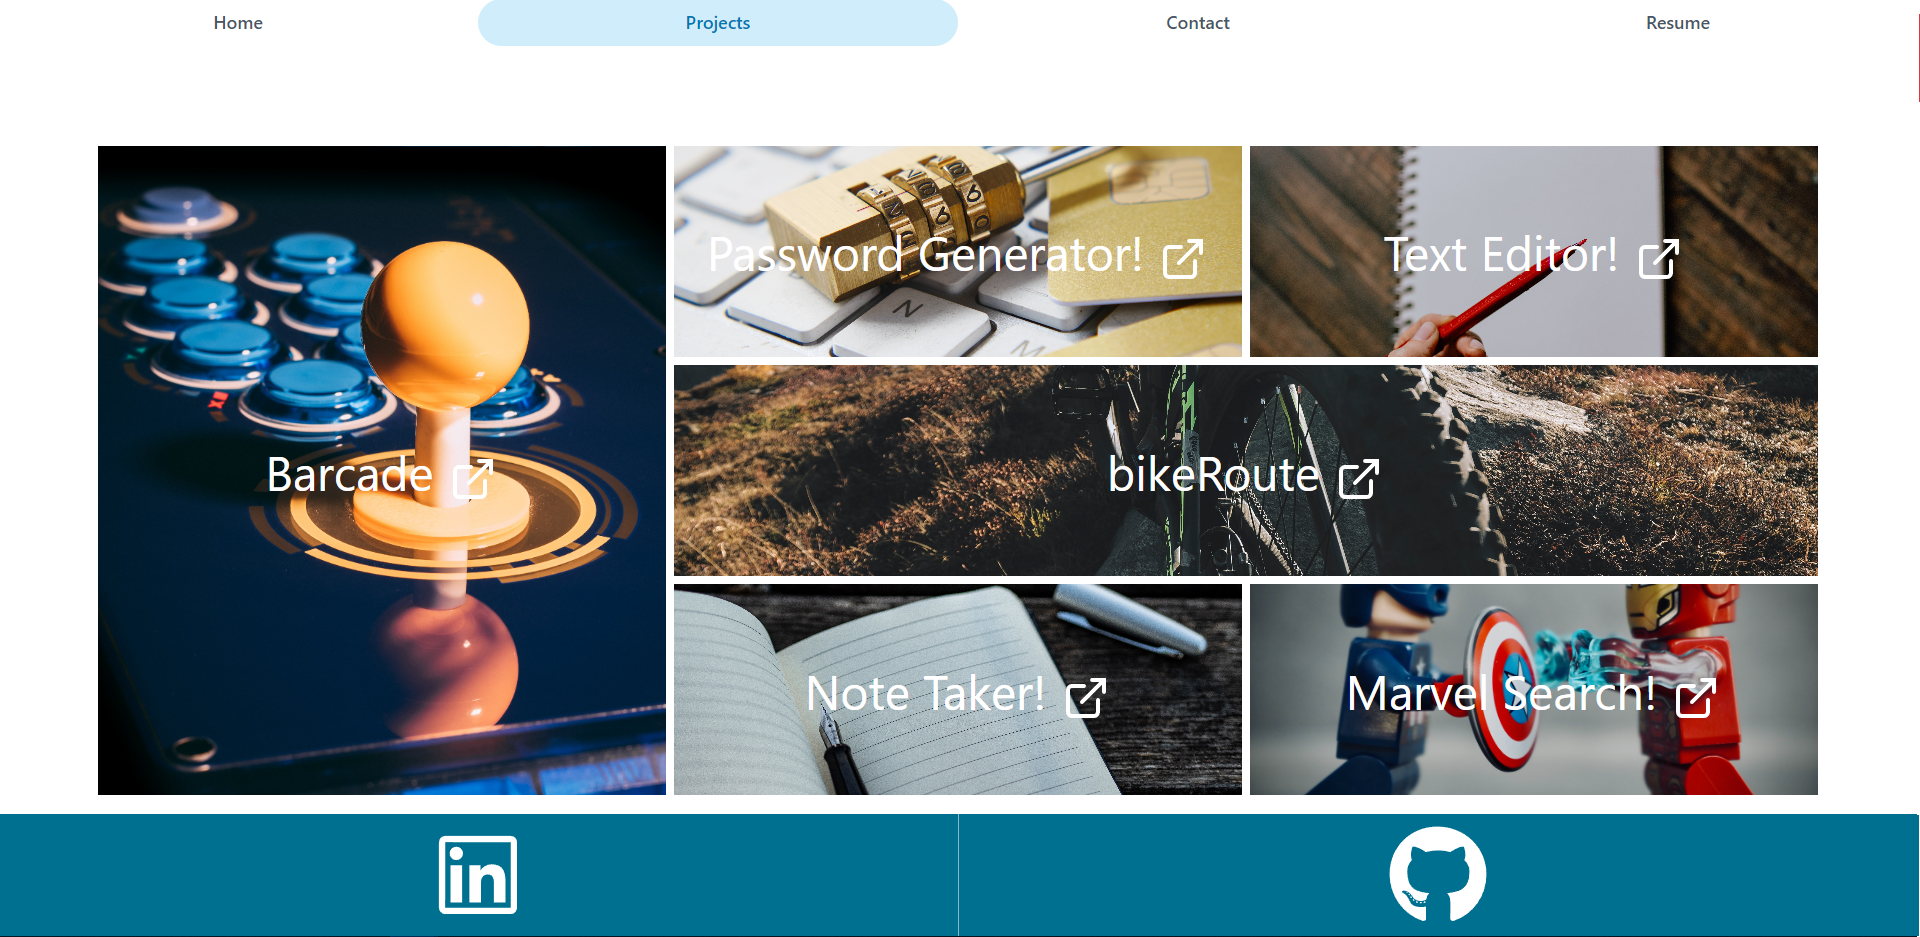 Home
Projects
Contact
Resume
Password Generator!
Text Editor!
Barcade
bikeRoute
Note Taker!
Marvel Search!
in